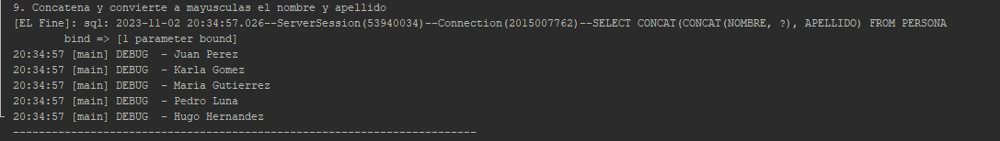 9. Concatena y convierte a mayusculas el nombre y apellido
[EL Fine]: sql: 2023-11-02 20:34:57.026--ServerSession(53940034)--Connection(2015007762)--SELECT CONCAT(CONCAT(NOMBRE, ?), APELLIDO) FROM PERSONA
bind => [1 parameter bound]
20:34:57 [main] DEBUG - Juan Perez
20:34:57 [main] DEBUG - Karla Gomez
20:34:57 [main] DEBUG - Maria Gutierrez
20:34:57 [main] DEBUG - Pedro Luna
20:34:57 [main] DEBUG - Hugo Hernandez
------------------------------------------------------------------------